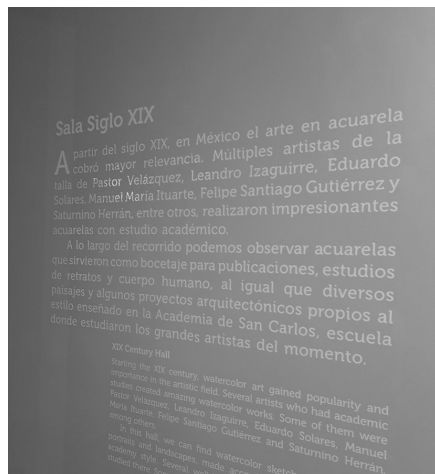 Sala Siglo XIX
A partir del siglo XIX, en México el arte en acuarela
cobró mayor relevancia. Múltiples artistas de la
talla de Pastor Velázquez, Leandro Izaguirre, Eduardo
Solares, Manuel María Ituarte, Felipe Santiago Gutiérrez y
Saturnino Herrán, entre otros, realizaron impresionantes
acuarelas con estudio académico.
A lo largo del recorrido podemos observar acuarelas
que sirvieron como bocetaje para publicaciones, estudios
de retratos y cuerpo humano, al igual que diversos
paisajes y algunos proyectos arquitectónicos propios al
estilo enseñado en la Academia de San Carlos, escuela
donde estudiaron los grandes artistas del momento.
XIX Century Hall
Starting the XIX century, watercolor art gained popularity and
importance in the artistic field. Several artists who had academic
studies created amazing watercolor works. Some of them were
Pastor Velázquez, Leandro Izaguirre, Eduardo Solares, Manuel
María Ituarte, Felipe Santiago Gutiérrez and Saturnino Herrán,
among others.
In this hall, we can find watercolor
portraits and landscapes, made
academy style. Several
studied there.